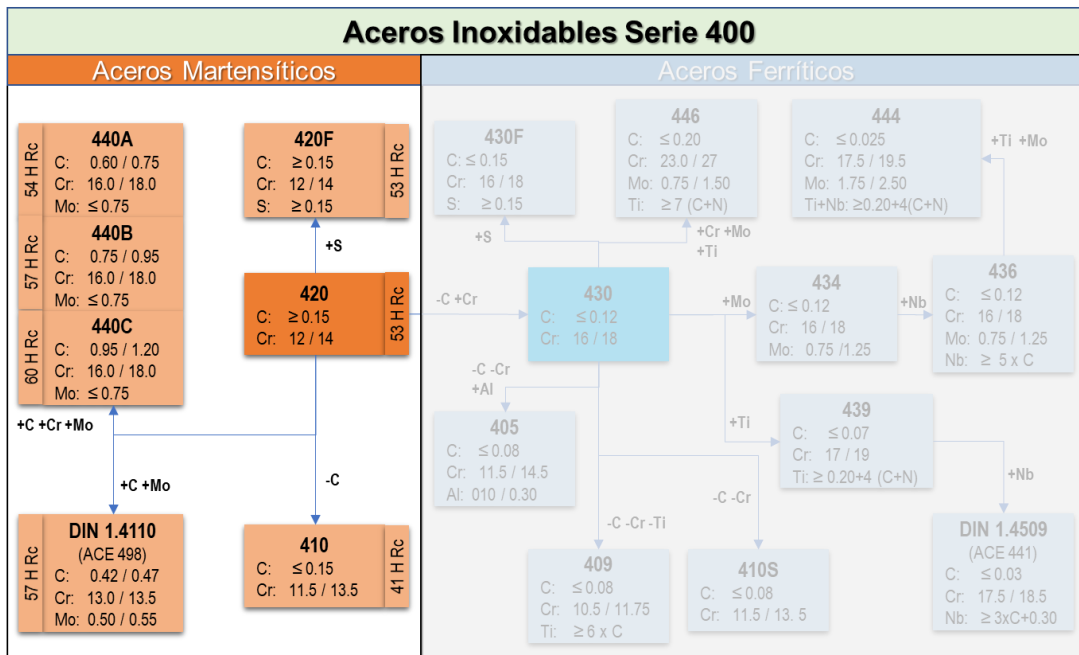 Aceros Inoxidables Serie 400
Aceros Martensíticos
Aceros Ferríticos
54 H Rc
440A
C: 0.60 / 0.75
Cr: 16.0 / 18.0
Mo: ≤ 0.75
57 H Rc
440B
C: 0.75 / 0.95
Cr: 16.0 / 18.0
Mo: ≤ 0.75
60 H Rc
440C
C: 0.95 / 1.20
Cr: 16.0 / 18.0
Mo: ≤ 0.75
+C +Cr +Mo
+C +Mo
57 H Rc
DIN 1.4110
(ACE 498)
C: 0.42 / 0.47
Cr: 13.0 / 13.5
Mo: 0.50 / 0.55
420F
C: ≥ 0.15
Cr: 12 / 14
S: ≥ 0.15
53 H Rc
+S
420
C: ≥ 0.15
Cr: 12 / 14
53 H Rc
-C
410
C: ≤ 0.15
Cr: 11.5 / 13.5
41 H Rc
-C +Cr
430F
C: ≤ 0.15
Cr: 16 / 18
S: ≥ 0.15
+S
446
C: ≤ 0.20
Cr: 23.0 / 27
Mo: 0.75 / 1.50
Ti: ≥ 7 (C+N)
+Cr +Mo
+Ti
444
C: ≤ 0.025
Cr: 17.5 / 19.5
Mo: 1.75 / 2.50
Ti+Nb: ≥0.20+4(C+N)
+Ti +Mo
430
C: ≤ 0.12
Cr: 16 / 18
+Mo
434
C: ≤ 0.12
Cr: 16 / 18
Mo: 0.75 /1.25
+Nb
436
C: ≤ 0.12
Cr: 16 / 18
Mo: 0.75 / 1.25
Nb: ≥ 5 x C
-C -Cr
+Al
405
C: ≤ 0.08
Cr: 11.5 / 14.5
Al: 010 / 0.30
+Ti
439
C: ≤ 0.07
Cr: 17 / 19
Ti: ≥ 0.20+4 (C+N)
+Nb
-C -Cr -Ti
409
C: ≤ 0.08
Cr: 10.5 / 11.75
Ti: ≥ 6 x C
-C -Cr
410S
C: ≤ 0.08
Cr: 11.5 / 13. 5
DIN 1.4509
(ACE 441)
C: ≤ 0.03
Cr: 17.5 / 18.5
Nb: ≥ 3xC+0.30